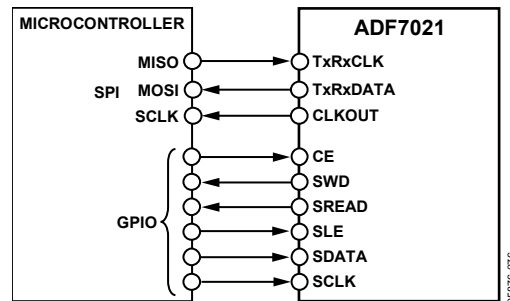 MICROCONTROLLER
ADF7021
MISO
TxRxCLK
SPI MOSI
TxRxDATA
SCLK
CLKOUT
CE
SWD
SREAD
GPIO
SLE
SDATA
SCLK